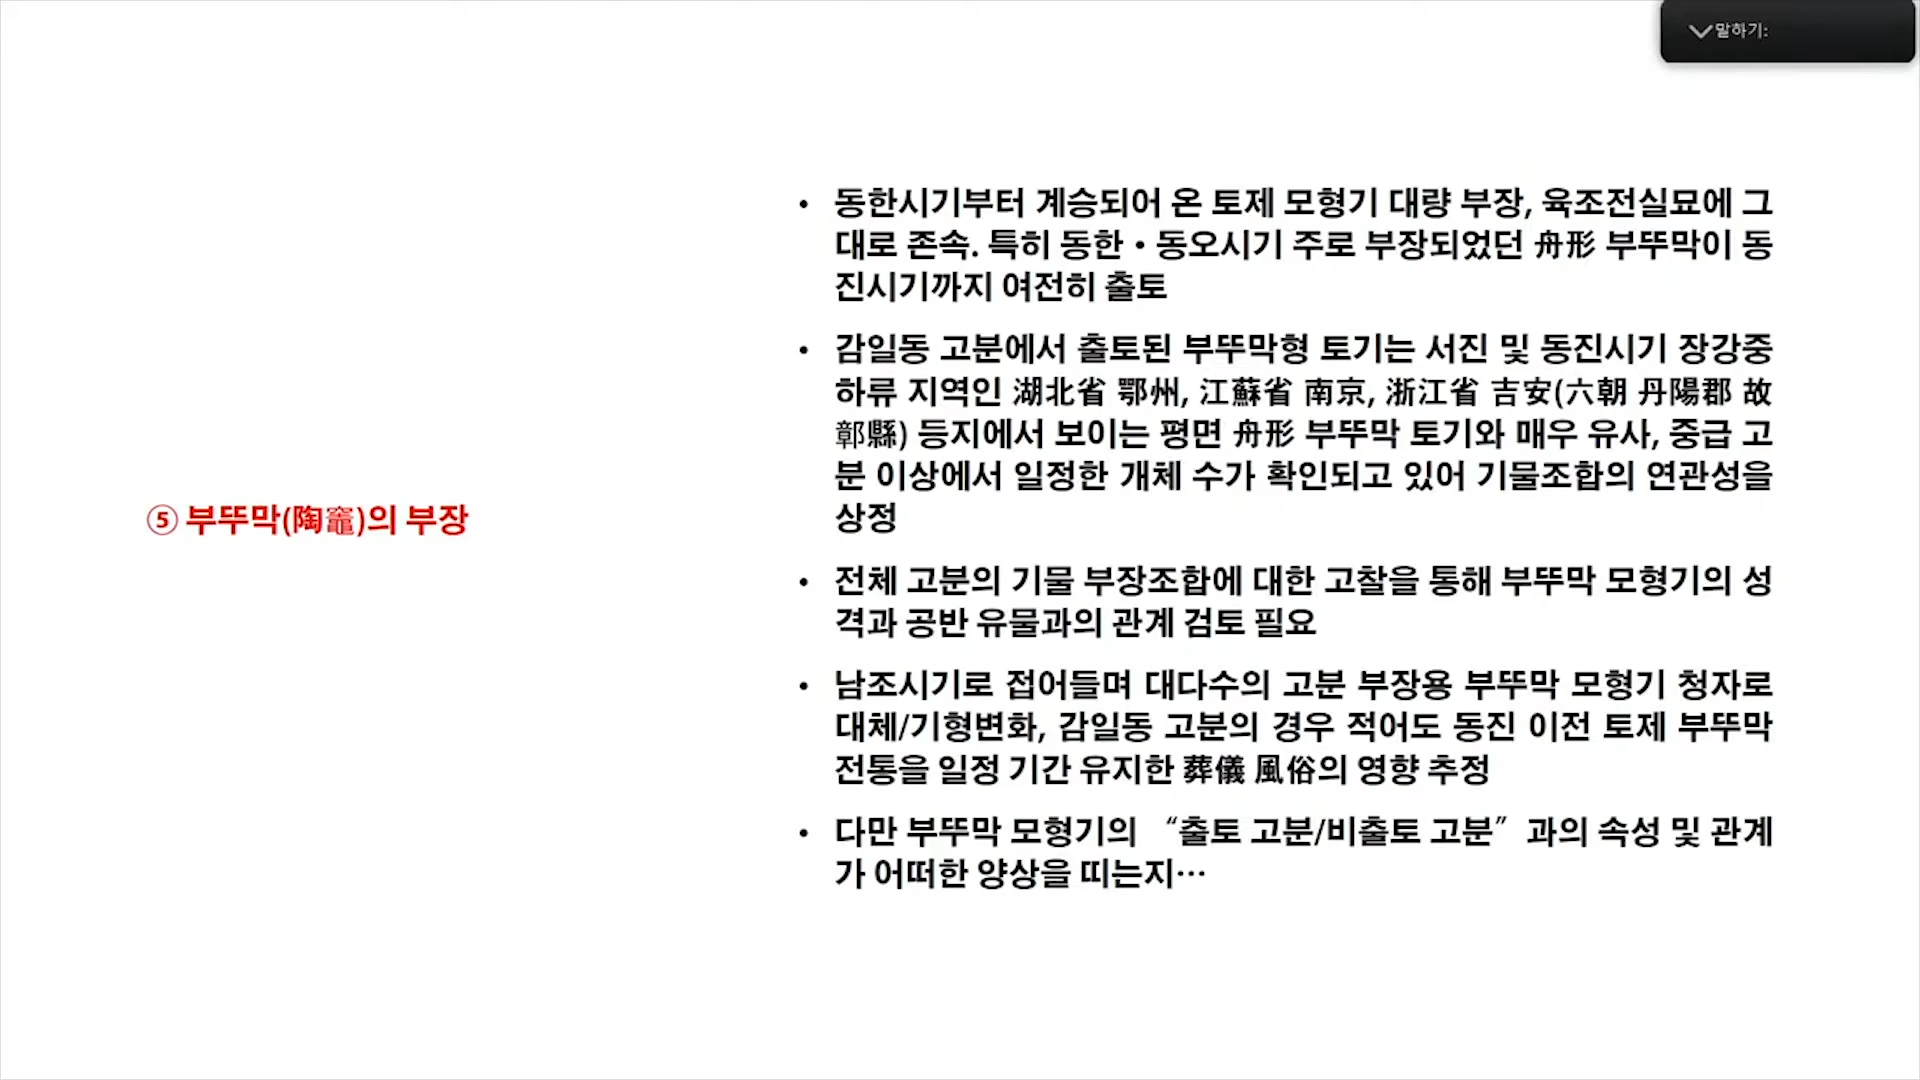 말하기:
⑤ 부뚜막(陶竈)의 부장
• 동한시기부터 계승되어 온 토제 모형기 대량 부장, 육조전실묘에 그
대로 존속. 특히 동한·동오시기 주로 부장되었던 舟形 부뚜막이 동
진시기까지 여전히 출토
• 감일동 고분에서 출토된 부뚜막형 토기는 서진 및 동진시기 장강중
하류 지역인 湖北省 鄂州, 江蘇省 南京, 浙江省 吉安(六朝 丹陽郡 故
鄣縣) 등지에서 보이는 평면 舟形 부뚜막 토기와 매우 유사, 중급 고
분 이상에서 일정한 개체 수가 확인되고 있어 기물조합의 연관성을
상정
• 전체 고분의 기물 부장조합에 대한 고찰을 통해 부뚜막 모형기의 성
격과 공반 유물과의 관계 검토 필요
• 남조시기로 접어들며 대다수의 고분 부장용 부뚜막 모형기 청자로
대체/기형변화, 감일동 고분의 경우 적어도 동진 이전 토제 부뚜막
전통을 일정 기간 유지한 葬儀 風俗의 영향 추정
• 다만 부뚜막 모형기의 “출토 고분/비출토 고분”과의 속성 및 관계
가 어떠한 양상을 띠는지…